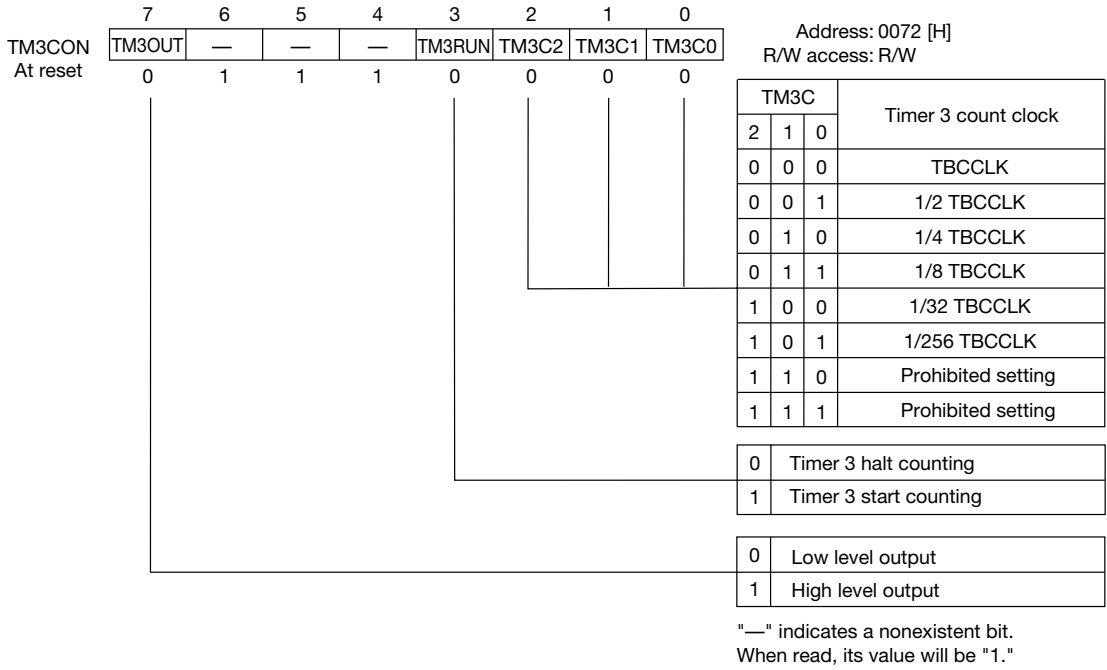 7 6 5 4 3 2 1 0
TM3CON TM3OUT — — — TM3RUN TM3C2 TM3C1 TM3C0
At reset 0 1 1 1 0 0 0 0
Address: 0072 [H]
R/W access: R/W
TM3C Timer 3 count clock
2 1 0
0 0 0 TBCCLK
0 0 1 1/2 TBCCLK
0 1 0 1/4 TBCCLK
0 1 1 1/8 TBCCLK
1 0 0 1/32 TBCCLK
1 0 1 1/256 TBCCLK
1 1 0 Prohibited setting
1 1 1 Prohibited setting
0 Timer 3 halt counting
1 Timer 3 start counting
0 Low level output
1 High level output
"—" indicates a nonexistent bit.
When read, its value will be "1."